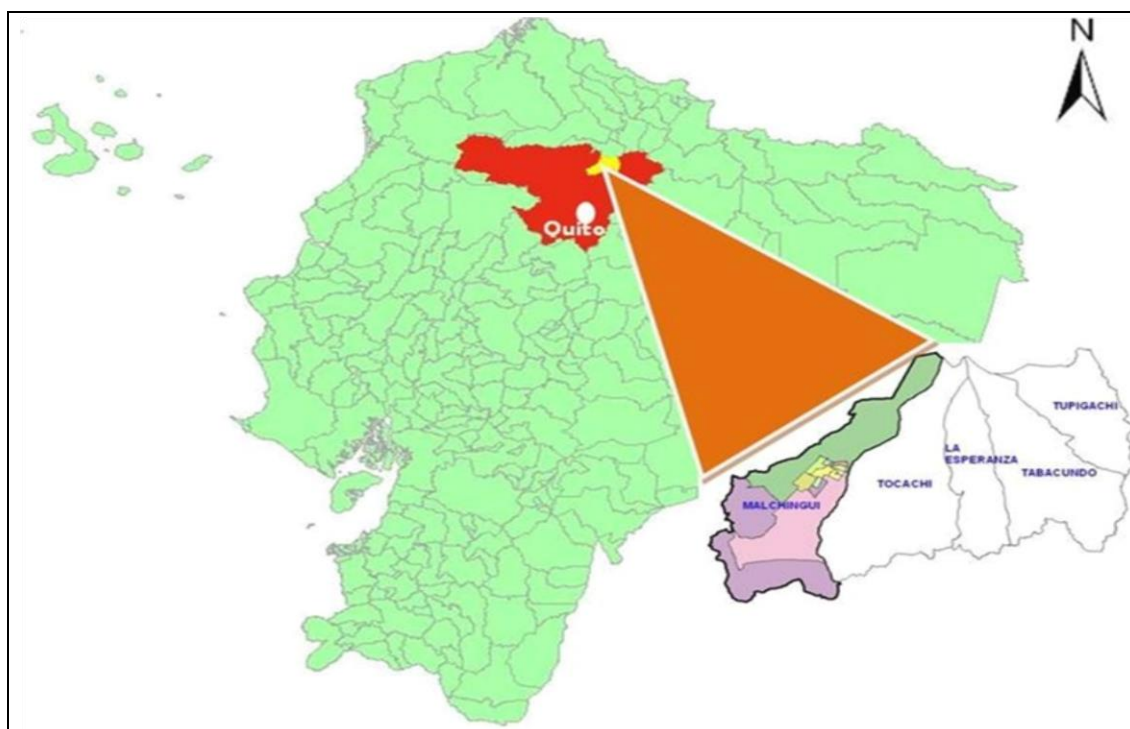 N
Quito
TUPIGACHI
LA
ESPERANZA
TABACUNDO
TOCACHI
MALCHINGUI